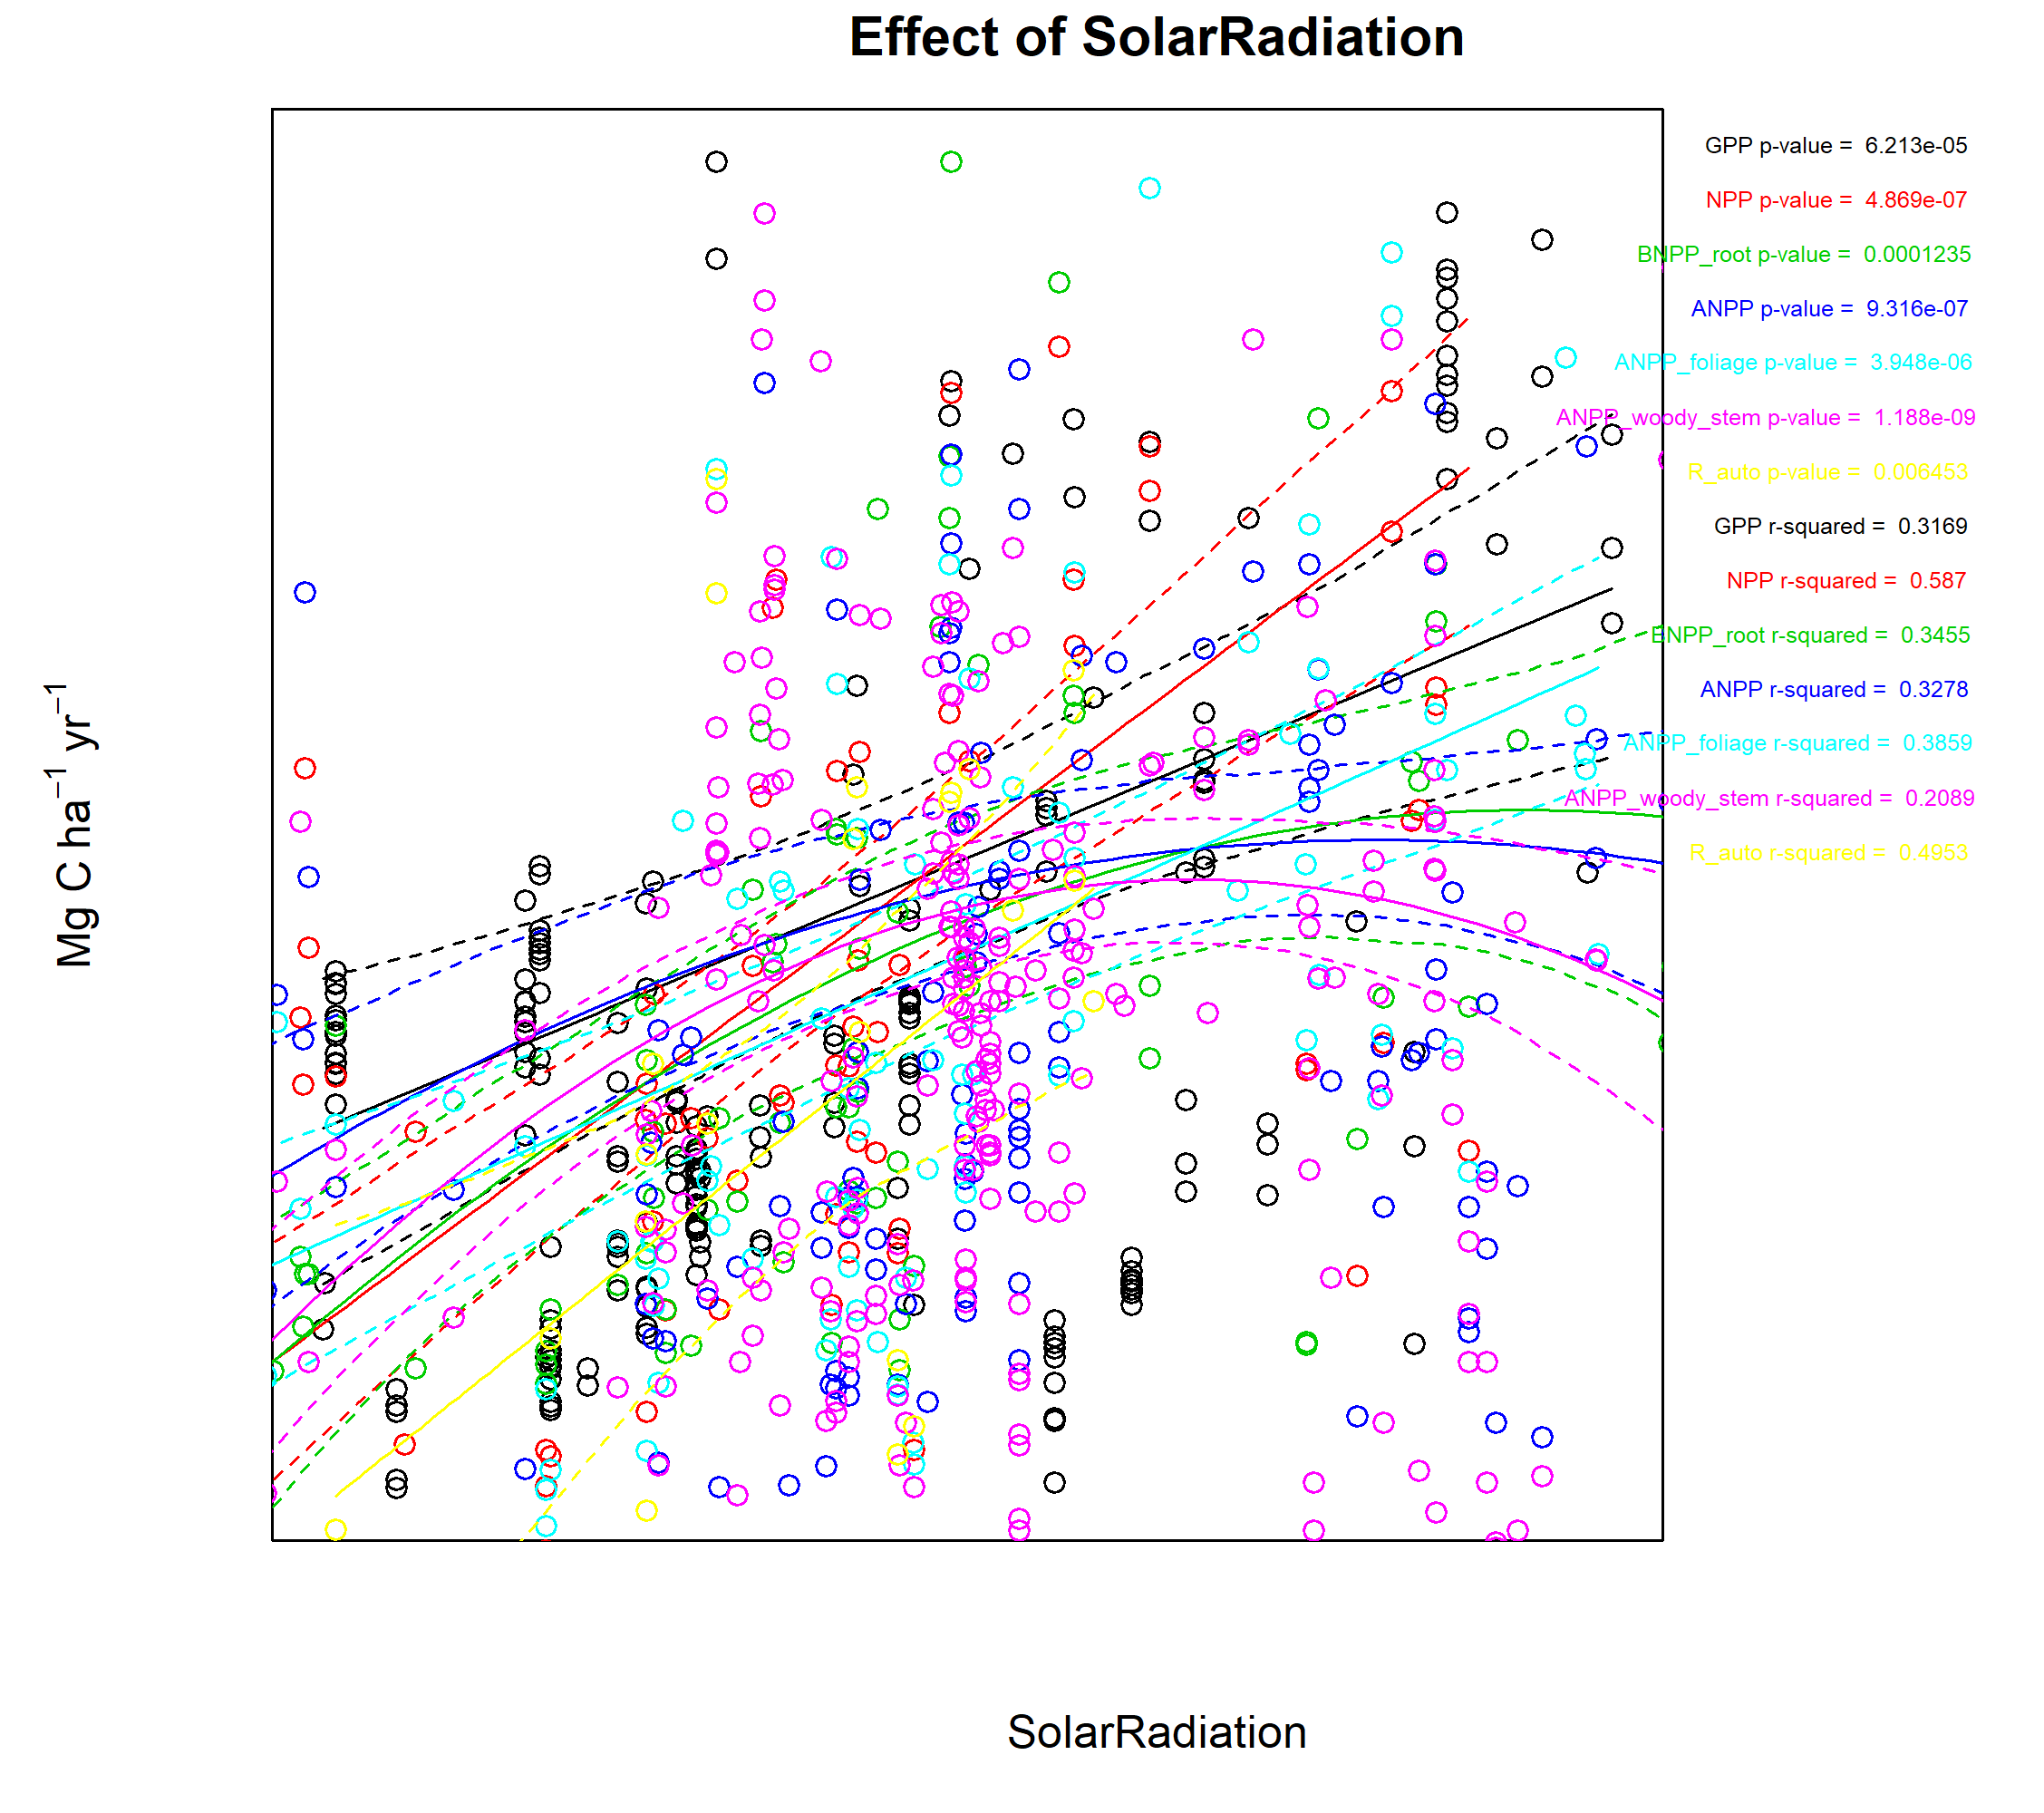 Effect of SolarRadiation
GPP p-value = 6.213e-05
NPP p-value = 4.869e-07
BNPP_root p-value = 0.0001235
ANPP p-value = 9.316e-07
ANPP_foliage p-value = 3.948e-06
ANPP_woody_stem p-value = 1.188e-09
R_auto p-value = 0.006453
GPP r-squared = 0.3169
NPP r-squared = 0.587
BNPP_root r-squared = 0.3455
ANPP r-squared = 0.3278
ANPP_foliage r-squared = 0.3859
ANPP_woody_stem r-squared = 0.2089
R_auto r-squared = 0.4953
Mg C ha⁻¹ yr⁻¹
SolarRadiation